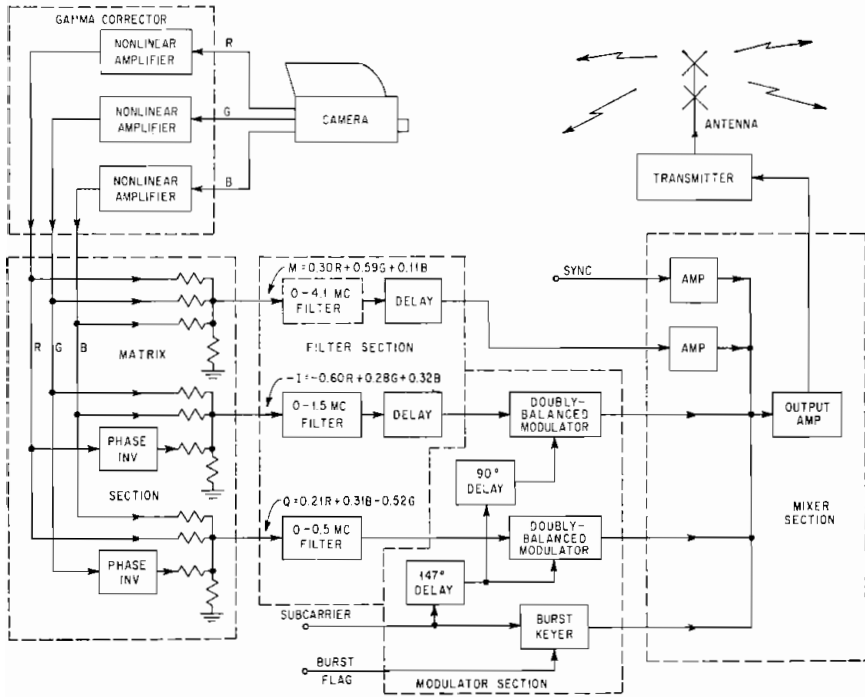 GAMMA CORRECTOR
NONLINEAR
AMPLIFIER
R
NONLINEAR
AMPLIFIER
G
NONLINEAR
AMPLIFIER
B
CAMERA
ANTENNA
TRANSMITTER
R
G
B
MATRIX
SECTION
PHASE
INV
PHASE
INV
M=0.30R+0.59G+0.11B
0-4.1 MC
FILTER
DELAY
FILTER SECTION
-I=-0.60R+0.28G+0.32B
0-1.5 MC
FILTER
DELAY
Q=0.21R+0.31B-0.52G
0-0.5 MC
FILTER
DOUBLY-
BALANCED
MODULATOR
90°
DELAY
DOUBLY-
BALANCED
MODULATOR
147°
DELAY
SUBCARRIER
BURST
KEYER
BURST
FLAG
MODULATOR SECTION
SYNC
AMP
AMP
OUTPUT
AMP
MIXER
SECTION